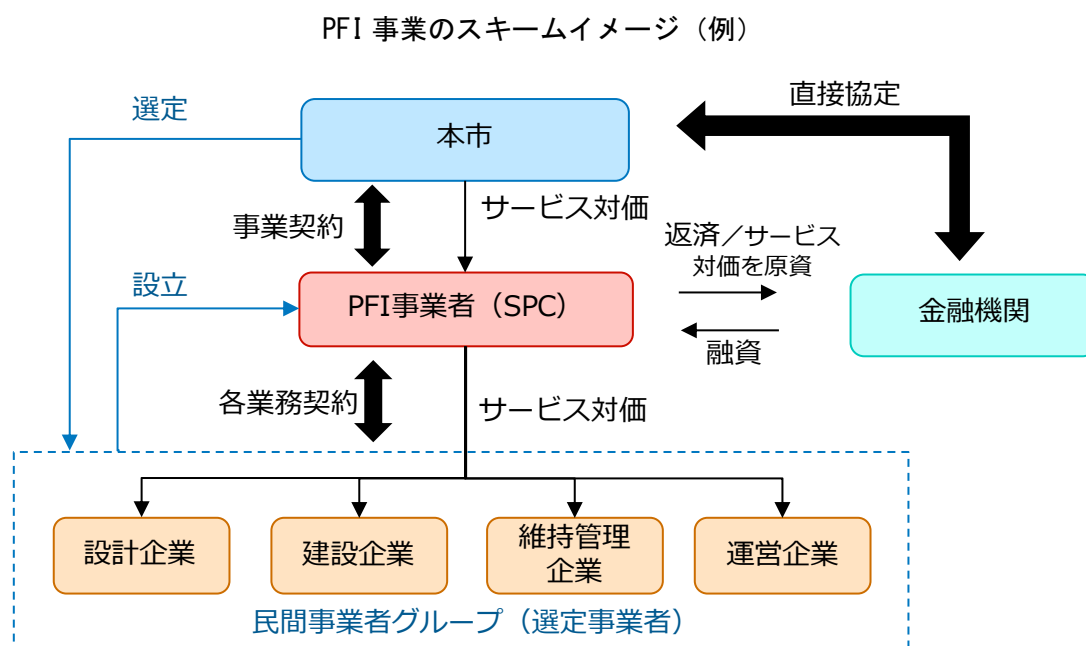 PFI 事業のスキームイメージ（例）
選定
本市
直接協定
事業契約
サービス対価
返済／サービス
対価を原資
設立
PFI事業者（SPC）
金融機関
融資
各業務契約
サービス対価
設計企業
建設企業
維持管理
企業
運営企業
民間事業者グループ（選定事業者）